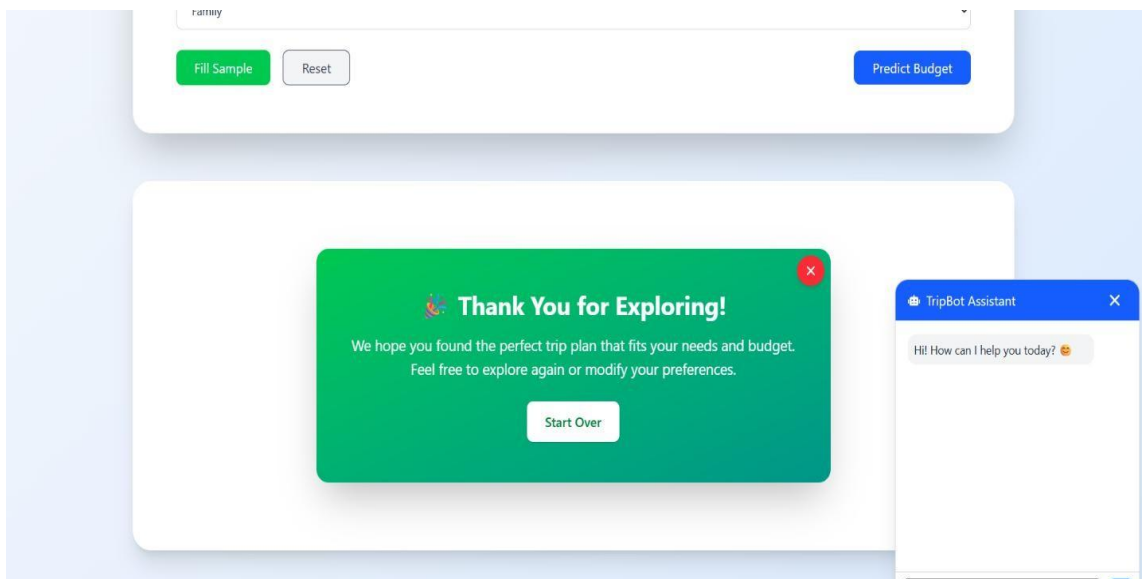 Family
Fill Sample
Reset
Predict Budget
🎉 Thank You for Exploring!
We hope you found the perfect trip plan that fits your needs and budget.
Feel free to explore again or modify your preferences.
Start Over
TripBot Assistant
Hi! How can I help you today? 😊